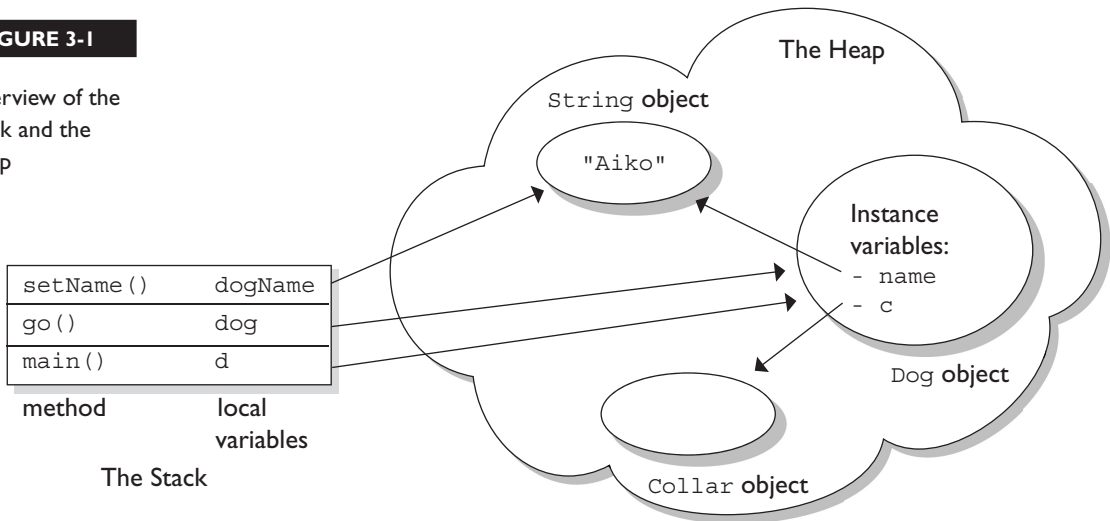 GURE 3-1
erview of the
k and the
p
The Heap
String object
"Aiko"
Instance
variables:
- name
- c
Dog object
Collar object
setName() dogName
go() dog
main() d
method local
variables
The Stack